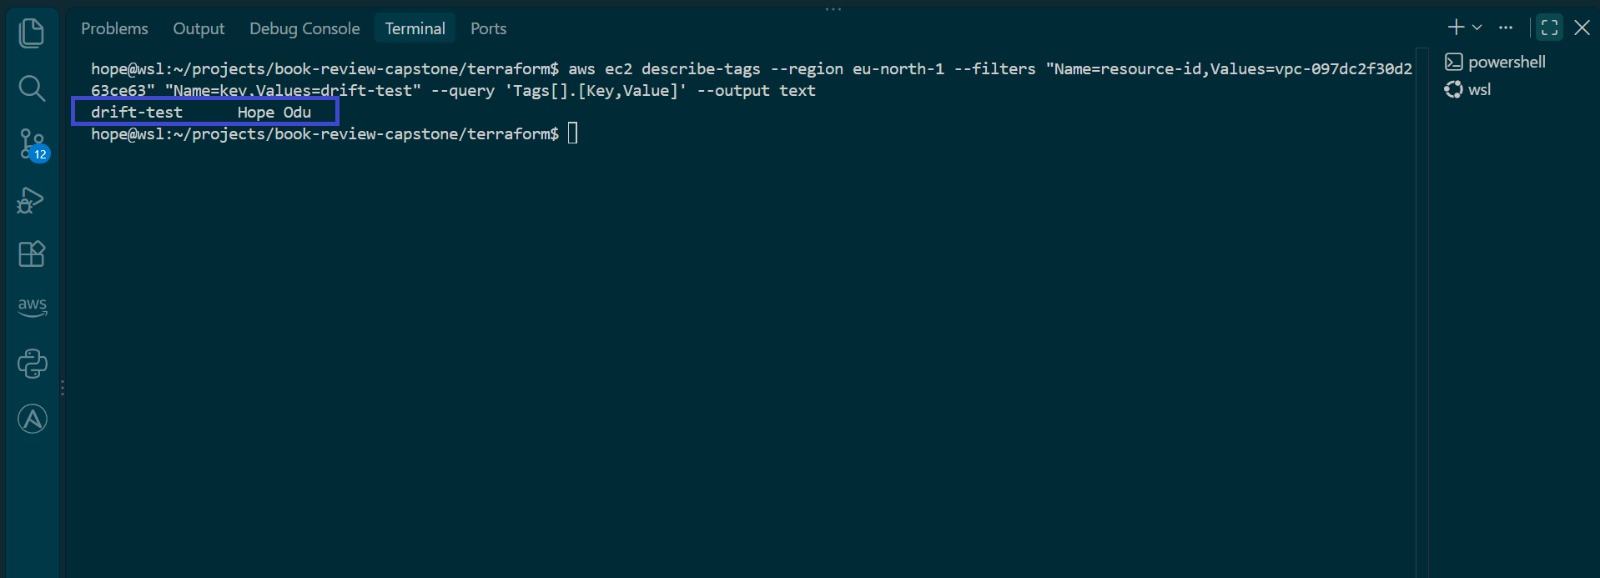 Problems Output Debug Console Terminal Ports
hope@wsl:~/projects/book-review-capstone/terraform$ aws ec2 describe-tags --region eu-north-1 --filters "Name=resource-id,Values=vpc-097dc2f30d2
63ce63" "Name=key,Values=drift-test" --query 'Tags[].[Key,Value]' --output text
drift-test Hope Odu
hope@wsl:~/projects/book-review-capstone/terraform$
powershell
wsl
12
aws